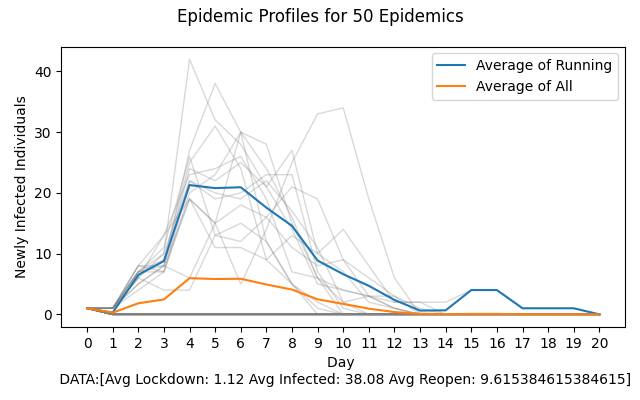 Epidemic Profiles for 50 Epidemics
Average of Running
Average of All
Newly Infected Individuals
40
30
20
10
0
0 1 2 3 4 5 6 7 8 9 10 11 12 13 14 15 16 17 18 19 20
Day
DATA:[Avg Lockdown: 1.12 Avg Infected: 38.08 Avg Reopen: 9.615384615384615]